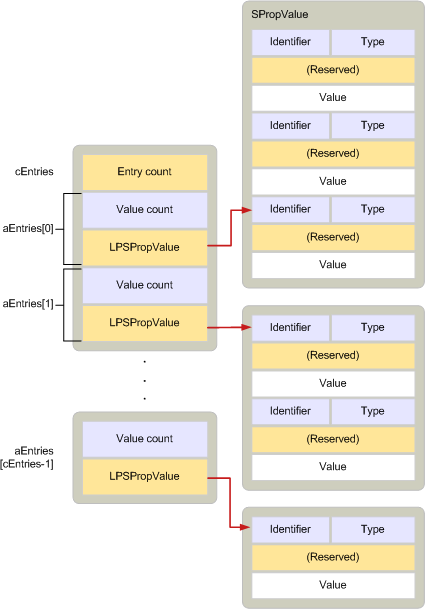 SPropValue
Identifier Type
(Reserved)
Value
Identifier Type
(Reserved)
Value
Identifier Type
(Reserved)
Value
cEntries
Entry count
aEntries[0]
Value count
LPSPropValue
aEntries[1]
Value count
LPSPropValue
Identifier Type
(Reserved)
Value
Identifier Type
(Reserved)
Value
aEntries
[cEntries-1]
Value count
LPSPropValue
Identifier Type
(Reserved)
Value